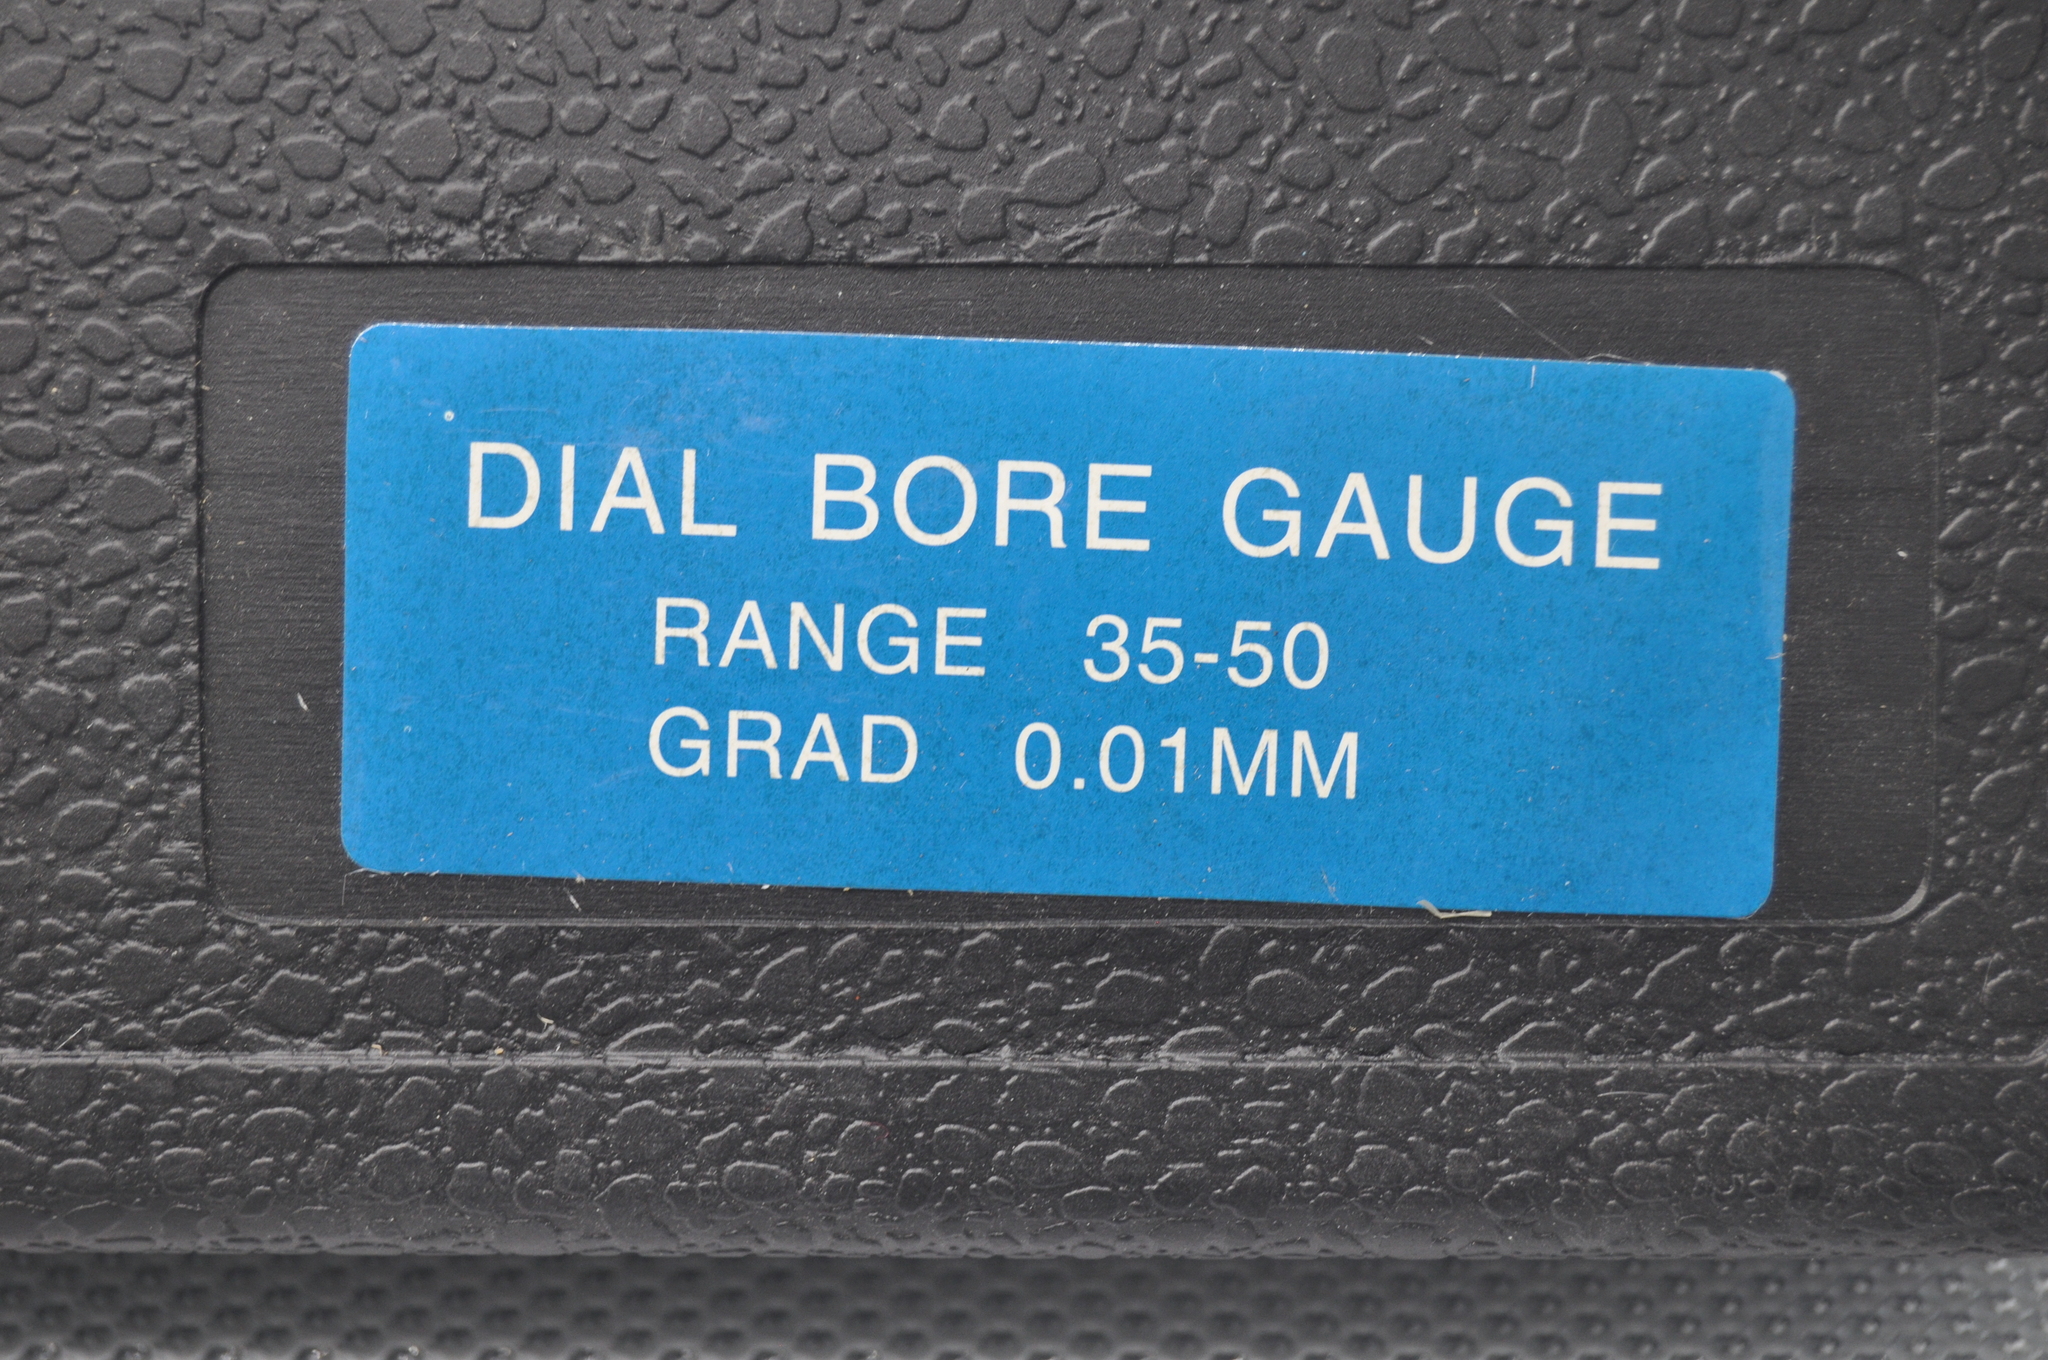 DIAL BORE GAUGE
RANGE 35-50
GRAD 0.01MM